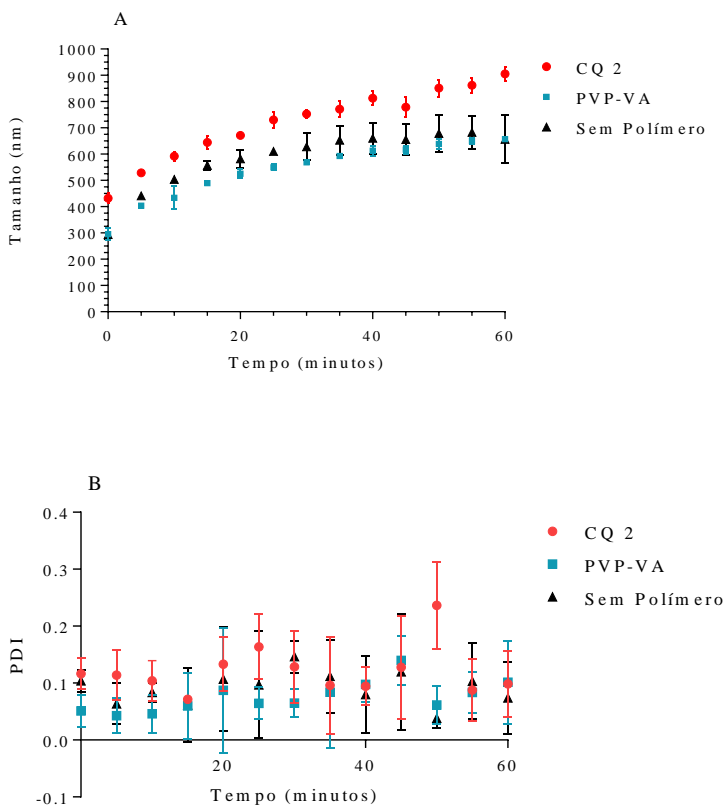 A
1000
900
800
700
600
500
400
300
200
100
0
Tamanho (nm)
0
20
40
60
Tempo (minutos)
CQ 2
PVP-VA
Sem Polímero
B
0.4
0.3
0.2
0.1
0.0
-0.1
PDI
20
40
60
Tempo (minutos)
CQ 2
PVP-VA
Sem Polímero